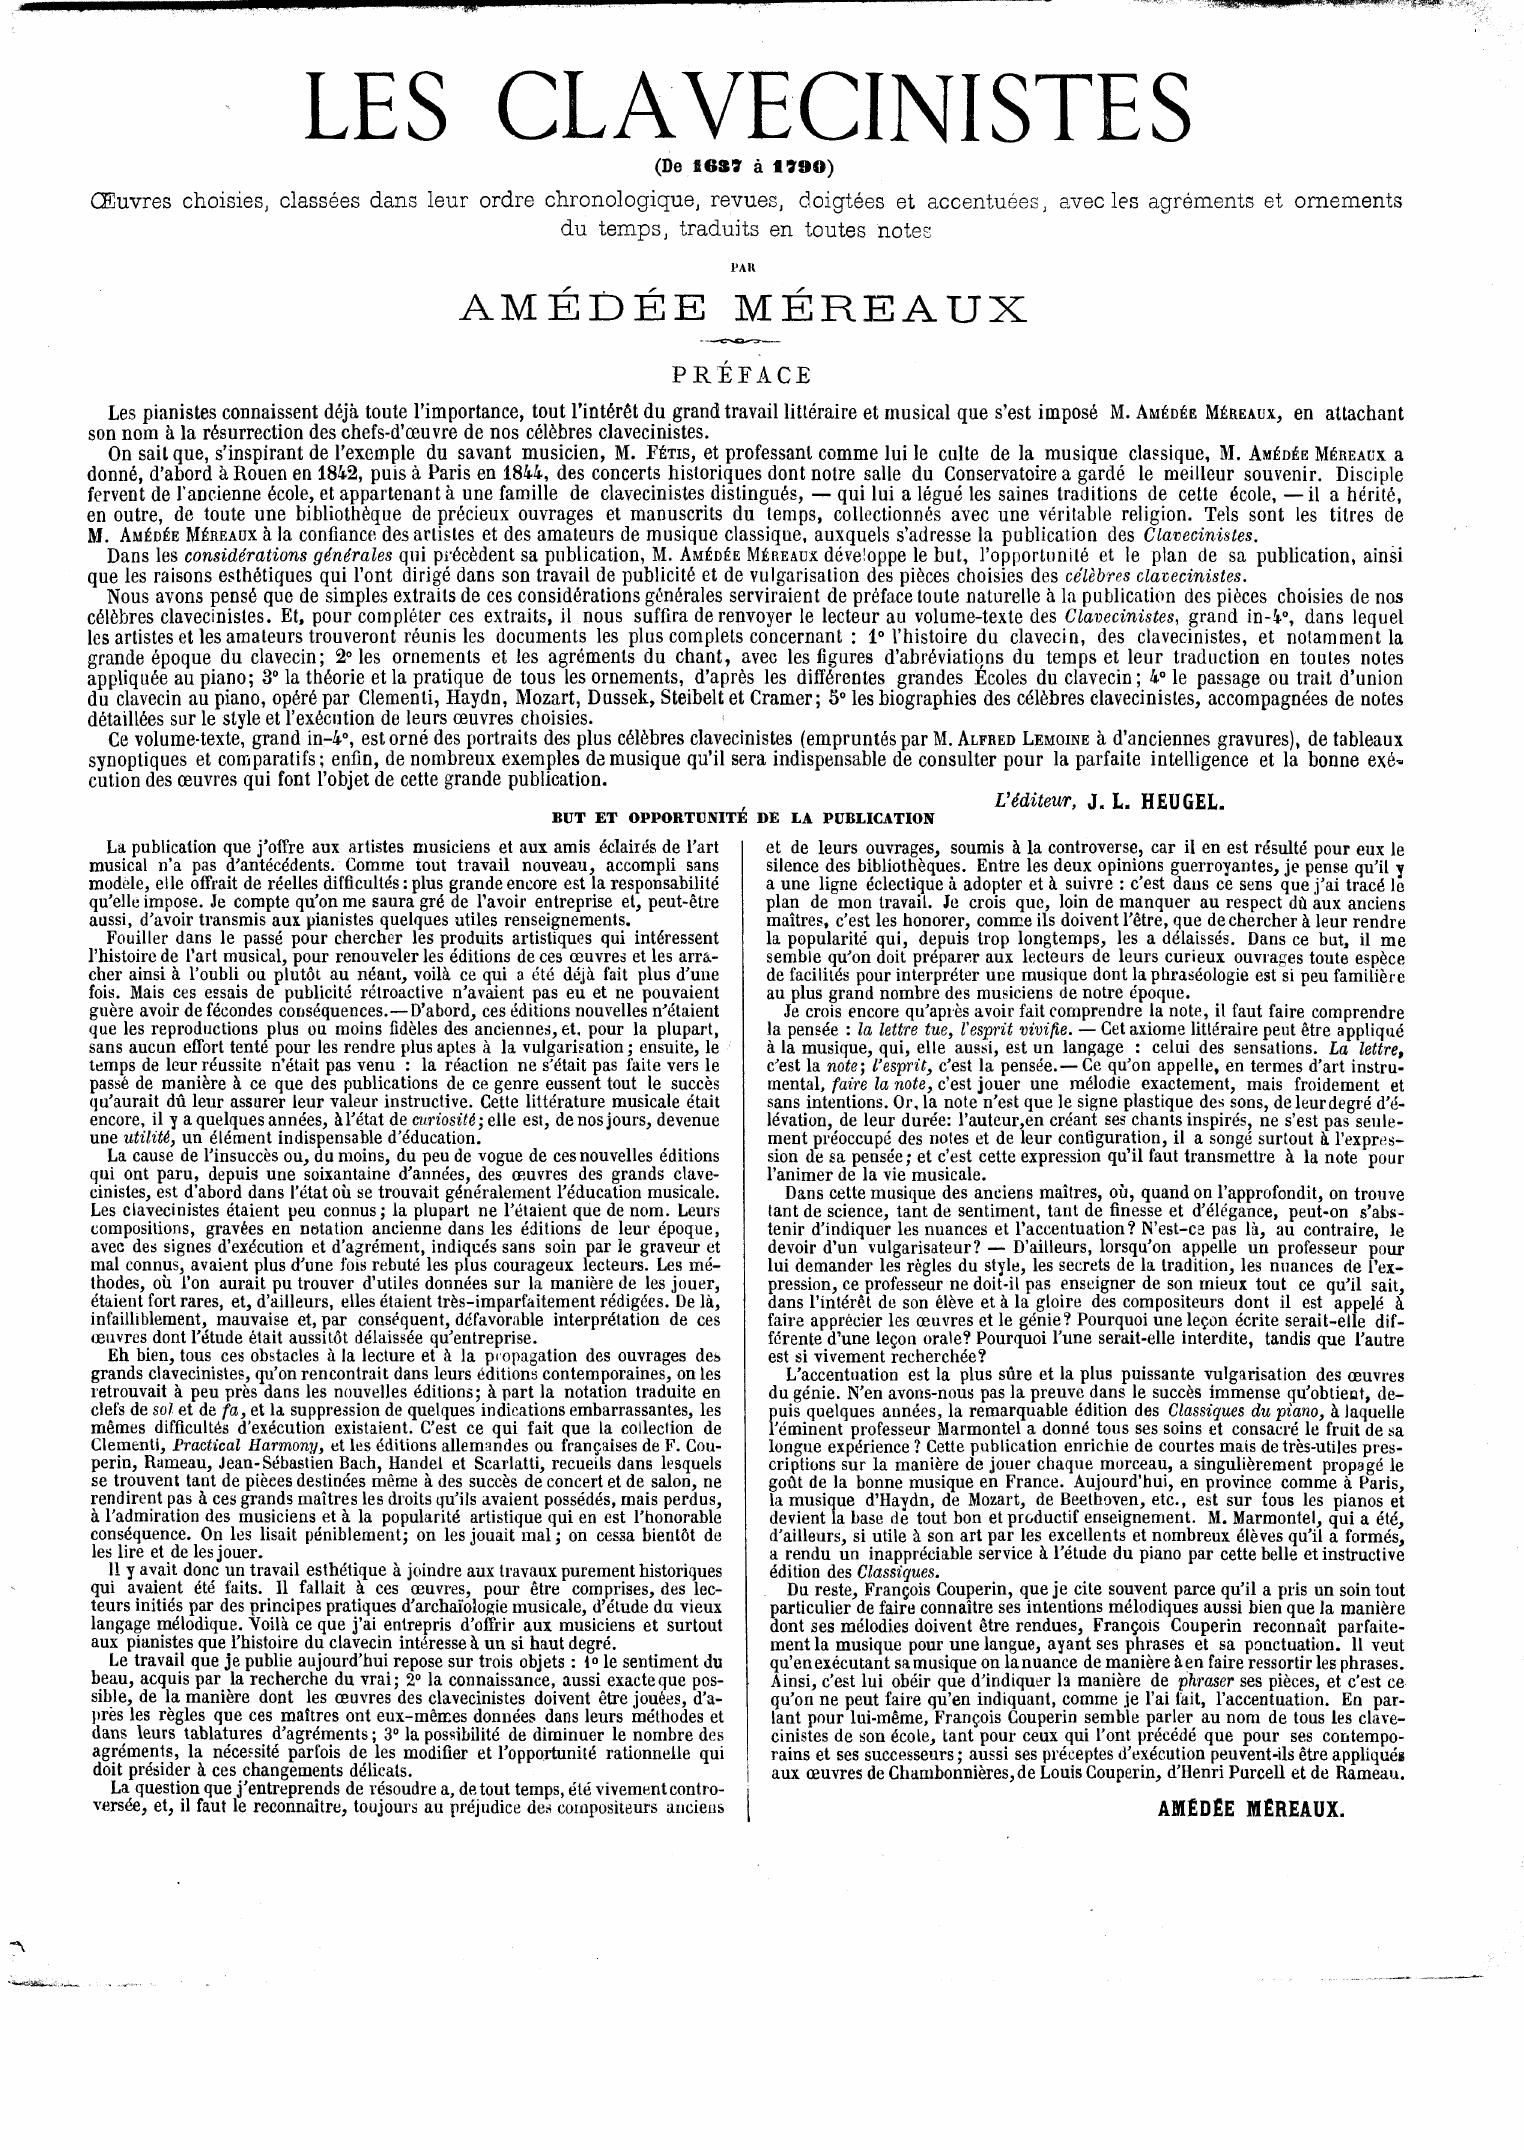 LES CLAVECINISTES
(De 1637 à 1790)
Œuvres choisies, classées dans leur ordre chronologique, revues, doigtées et accentuées, avec les agréments et ornements
du temps, traduits en toutes notes
PAR
AMÉDÉE MÉREAUX
PRÉFACE
Les pianistes connaissent déjà toute l'importance, tout l'intérêt du grand travail littéraire et musical que s'est imposé M. AMÉDÉE MÉREAUX, en attachant
son nom à la résurrection des chefs-d'œuvre de nos célèbres clavecinistes.
On sait que, s'inspirant de l'exemple du savant musicien, M. FÉTIS, et professant comme lui le culte de la musique classique, M. AMÉDÉE MÉREAUX a
donné, d'abord à Rouen en 1842, puis à Paris en 1844, des concerts historiques dont notre salle du Conservatoire a gardé le meilleur souvenir. Disciple
fervent de l'ancienne école, et appartenant à une famille de clavecinistes distingués, — qui lui a légué les saines traditions de cette école, — il a hérité,
en outre, de toute une bibliothèque de précieux ouvrages et manuscrits du temps, collectionnés avec une véritable religion. Tels sont les titres de
M. AMÉDÉE MÉREAUX à la confiance des artistes et des amateurs de musique classique, auxquels s'adresse la publication des Clavecinistes.
Dans les considérations générales qui précèdent sa publication, M. AMÉDÉE MÉREAUX développe le but, l'opportunité et le plan de sa publication, ainsi
que les raisons esthétiques qui l'ont dirigé dans son travail de publicité et de vulgarisation des pièces choisies des célèbres clavecinistes.
Nous avons pensé que de simples extraits de ces considérations générales serviraient de préface toute naturelle à la publication des pièces choisies de nos
célèbres clavecinistes. Et, pour compléter ces extraits, il nous suffira de renvoyer le lecteur au volume-texte des Clavecinistes, grand in-4°, dans lequel
les artistes et les amateurs trouveront réunis les documents les plus complets concernant : 1° l'histoire du clavecin, des clavecinistes, et notamment la
grande époque du clavecin; 2° les ornements et les agréments du chant, avec les figures d'abréviations du temps et leur traduction en toutes notes
appliquée au piano; 3° la théorie et la pratique de tous les ornements, d'après les différentes grandes Écoles du clavecin; 4° le passage ou trait d'union
du clavecin au piano, opéré par Clementi, Haydn, Mozart, Dussek, Steibelt et Cramer; 5° les biographies des célèbres clavecinistes, accompagnées de notes
détaillées sur le style et l'exécution de leurs œuvres choisies.
Ce volume-texte, grand in-4°, est orné des portraits des plus célèbres clavecinistes (empruntés par M. ALFRED LEMOINE à d'anciennes gravures), de tableaux
synoptiques et comparatifs; enfin, de nombreux exemples de musique qu'il sera indispensable de consulter pour la parfaite intelligence et la bonne exé-
cution des œuvres qui font l'objet de cette grande publication.
L'éditeur, J. L. HEUGEL.
BUT ET OPPORTUNITÉ DE LA PUBLICATION
La publication que j'offre aux artistes musiciens et aux amis éclairés de l'art
musical n'a pas d'antécédents. Comme tout travail nouveau, accompli sans
modele, elle offrait de réelles difficultés : plus grande encore est la responsabilité
qu'elle impose. Je compte qu'on me saura gré de l'avoir entreprise et, peut-être
aussi, d'avoir transmis aux pianistes quelques utiles renseignements.
Fouiller dans le passé pour chercher les produits artistiques qui intéressent
l'histoire de l'art musical, pour renouveler les éditions de ces œuvres et les arra-
cher ainsi à l'oubli ou plutôt au néant, voilà ce qui a été déjà fait plus d'une
fois. Mais ces essais de publicité rétroactive n'avaient pas eu et ne pouvaient
guère avoir de fécondes conséquences. — D'abord, ces éditions nouvelles n'étaient
que les reproductions plus ou moins fidèles des anciennes, et, pour la plupart,
sans aucun effort tenté pour les rendre plus aptes à la vulgarisation; ensuite, le
temps de leur réussite n'était pas venu : la réaction ne s'était pas faite vers le
passé de manière à ce que des publications de ce genre eussent tout le succès
qu'aurait dû leur assurer leur valeur instructive. Cette littérature musicale était
encore, il y a quelques années, à l'état de curiosité; elle est, de nos jours, devenue
une utilité, un élément indispensable d'éducation.
La cause de l'insuccès ou, du moins, du peu de vogue de ces nouvelles éditions
qui ont paru, depuis une soixantaine d'années, des œuvres des grands clave-
cinistes, est d'abord dans l'état où se trouvait généralement l'éducation musicale.
Les clavecinistes étaient peu connus; la plupart ne l'étaient que de nom. Leurs
compositions, gravées en notation ancienne dans les éditions de leur époque,
avec des signes d'exécution et d'agrément, indiqués sans soin par le graveur et
mal connus, avaient plus d'une fois rebuté les plus courageux lecteurs. Les mé-
thodes, où l'on aurait pu trouver d'utiles données sur la manière de les jouer,
étaient fort rares, et, d'ailleurs, elles étaient très-imparfaitement rédigées. De là,
infailliblement, mauvaise et, par conséquent, défavorable interprétation de ces
œuvres dont l'étude était aussitôt délaissée qu'entreprise.
Eh bien, tous ces obstacles à la lecture et à la propagation des ouvrages des
grands clavecinistes, qu'on rencontrait dans leurs éditions contemporaines, on les
retrouvait à peu près dans les nouvelles éditions; à part la notation traduite en
clefs de sol et de fa, et la suppression de quelques indications embarrassantes, les
mêmes difficultés d'exécution existaient. C'est ce qui fait que la collection de
Clementi, Practical Harmony, et les éditions allemandes ou françaises de F. Cou-
perin, Rameau, Jean-Sébastien Bach, Handel et Scarlatti, recueils dans lesquels
se trouvent tant de pièces destinées même à des succès de concert et de salon, ne
rendirent pas à ces grands maîtres les droits qu'ils avaient possédés, mais perdus,
à l'admiration des musiciens et à la popularité artistique qui en est l'honorable
conséquence. On les lisait péniblement; on les jouait mal; on cessa bientôt de
les lire et de les jouer.
Il y avait donc un travail esthétique à joindre aux travaux purement historiques
qui avaient été faits. Il fallait à ces œuvres, pour être comprises, des lec-
teurs initiés par des principes pratiques d'archaïologie musicale, d'étude du vieux
langage mélodique. Voilà ce que j'ai entrepris d'offrir aux musiciens et surtout
aux pianistes que l'histoire du clavecin intéresse à un si haut degré.
Le travail que je publie aujourd'hui repose sur trois objets : 1° le sentiment du
beau, acquis par la recherche du vrai; 2° la connaissance, aussi exacte que pos-
sible, de la manière dont les œuvres des clavecinistes doivent être jouées, d'a-
près les règles que ces maîtres ont eux-mêmes données dans leurs méthodes et
dans leurs tablatures d'agréments; 3° la possibilité de diminuer le nombre des
agréments, la nécessité parfois de les modifier et l'opportunité rationnelle qui
doit présider à ces changements délicats.
La question que j'entreprends de résoudre a, de tout temps, été vivement contro-
versée, et, il faut le reconnaître, toujours au préjudice des compositeurs anciens
et de leurs ouvrages, soumis à la controverse, car il en est résulté pour eux le
silence des bibliothèques. Entre les deux opinions guerroyantes, je pense qu'il y
a une ligne éclectique à adopter et à suivre : c'est dans ce sens que j'ai tracé le
plan de mon travail. Je crois que, loin de manquer au respect dû aux anciens
maîtres, c'est les honorer, comme ils doivent l'être, que de chercher à leur rendre
la popularité qui, depuis trop longtemps, les a délaissés. Dans ce but, il me
semble qu'on doit préparer aux lecteurs de leurs curieux ouvrages toute espèce
de facilités pour interpréter une musique dont la phraséologie est si peu familière
au plus grand nombre des musiciens de notre époque.
Je crois encore qu'après avoir fait comprendre la note, il faut faire comprendre
la pensée : la lettre tue, l'esprit vivifie. — Cet axiome littéraire peut être appliqué
à la musique, qui, elle aussi, est un langage : celui des sensations. La lettre,
c'est la note; l'esprit, c'est la pensée. — Ce qu'on appelle, en termes d'art instru-
mental, faire la note, c'est jouer une mélodie exactement, mais froidement et
sans intentions. Or, la note n'est que le signe plastique des sons, de leur degré d'é-
lévation, de leur durée: l'auteur, en créant ses chants inspirés, ne s'est pas seule-
ment préoccupé des notes et de leur configuration, il a songé surtout à l'expres-
sion de sa pensée; et c'est cette expression qu'il faut transmettre à la note pour
l'animer de la vie musicale.
Dans cette musique des anciens maîtres, où, quand on l'approfondit, on trouve
tant de science, tant de sentiment, tant de finesse et d'élégance, peut-on s'abs-
tenir d'indiquer les nuances et l'accentuation? N'est-ce pas là, au contraire, le
devoir d'un vulgarisateur? — D'ailleurs, lorsqu'on appelle un professeur pour
lui demander les règles du style, les secrets de la tradition, les nuances de l'ex-
pression, ce professeur ne doit-il pas enseigner de son mieux tout ce qu'il sait,
dans l'intérêt de son élève et à la gloire des compositeurs dont il est appelé à
faire apprécier les œuvres et le génie? Pourquoi une leçon écrite serait-elle dif-
férente d'une leçon orale? Pourquoi l'une serait-elle interdite, tandis que l'autre
est si vivement recherchée?
L'accentuation est la plus sûre et la plus puissante vulgarisation des œuvres
du génie. N'en avons-nous pas la preuve dans le succès immense qu'obtient, de-
puis quelques années, la remarquable édition des Classiques du piano, à laquelle
l'éminent professeur Marmontel a donné tous ses soins et consacré le fruit de sa
longue expérience? Cette publication enrichie de courtes mais de très-utiles pres-
criptions sur la manière de jouer chaque morceau, a singulièrement propagé le
goût de la bonne musique en France. Aujourd'hui, en province comme à Paris,
la musique d'Haydn, de Mozart, de Beethoven, etc., est sur tous les pianos et
devient la base de tout bon et productif enseignement. M. Marmontel, qui a été,
d'ailleurs, si utile à son art par les excellents et nombreux élèves qu'il a formés,
a rendu un inappréciable service à l'étude du piano par cette belle et instructive
édition des Classiques.
Du reste, François Couperin, que je cite souvent parce qu'il a pris un soin tout
particulier de faire connaître ses intentions mélodiques aussi bien que la manière
dont ses mélodies doivent être rendues, François Couperin reconnaît parfaite-
ment la musique pour une langue, ayant ses phrases et sa ponctuation. Il veut
qu'en exécutant sa musique on la nuance de manière à en faire ressortir les phrases.
Ainsi, c'est lui obéir que d'indiquer la manière de phraser ses pièces, et c'est ce
qu'on ne peut faire qu'en indiquant, comme je l'ai fait, l'accentuation. En par-
lant pour lui-même, François Couperin semble parler au nom de tous les clave-
cinistes de son école, tant pour ceux qui l'ont précédé que pour ses contempo-
rains et ses successeurs; aussi ses préceptes d'exécution peuvent-ils être appliqués
aux œuvres de Chambonnières, de Louis Couperin, d'Henri Purcell et de Rameau.
AMÉDÉE MÉREAUX.